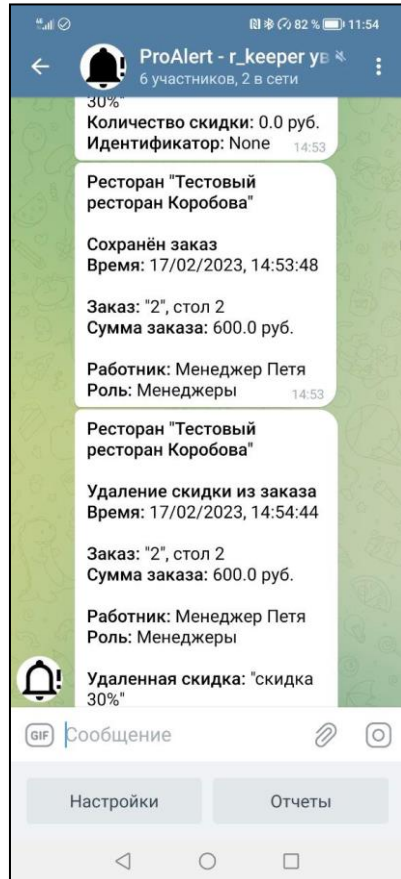 82 % 11:54
ProAlert - r_keeper ув
6 участников, 2 в сети
30%"
Количество скидки: 0.0 руб.
Идентификатор: None 14:53
Ресторан "Тестовый
ресторан Коробова"
Сохранён заказ
Время: 17/02/2023, 14:53:48
Заказ: "2", стол 2
Сумма заказа: 600.0 руб.
Работник: Менеджер Петя
Роль: Менеджеры 14:53
Ресторан "Тестовый
ресторан Коробова"
Удаление скидки из заказа
Время: 17/02/2023, 14:54:44
Заказ: "2", стол 2
Сумма заказа: 600.0 руб.
Работник: Менеджер Петя
Роль: Менеджеры
Удаленная скидка: "скидка
30%"
GIF Сообщение
Настройки Отчеты